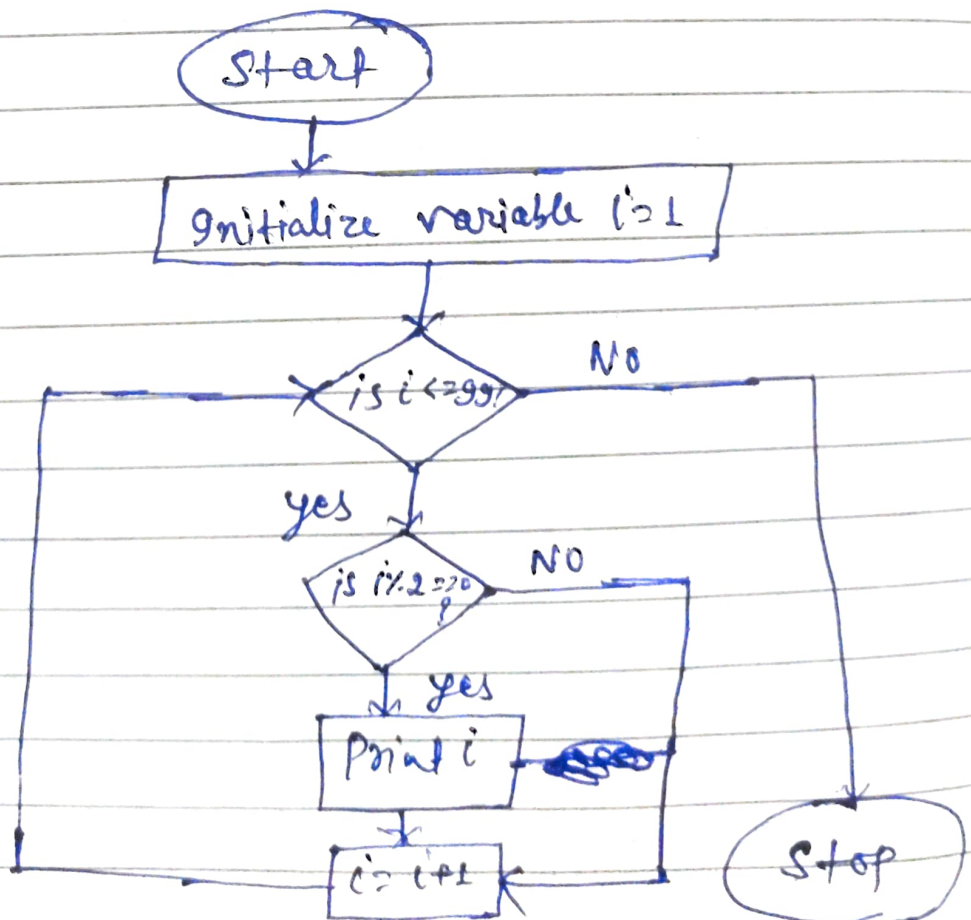 Start
Initialize variable i=1
NO
is i<=99?
yes
NO
is i%2==0
?
yes
Print i
i=i+1
Stop